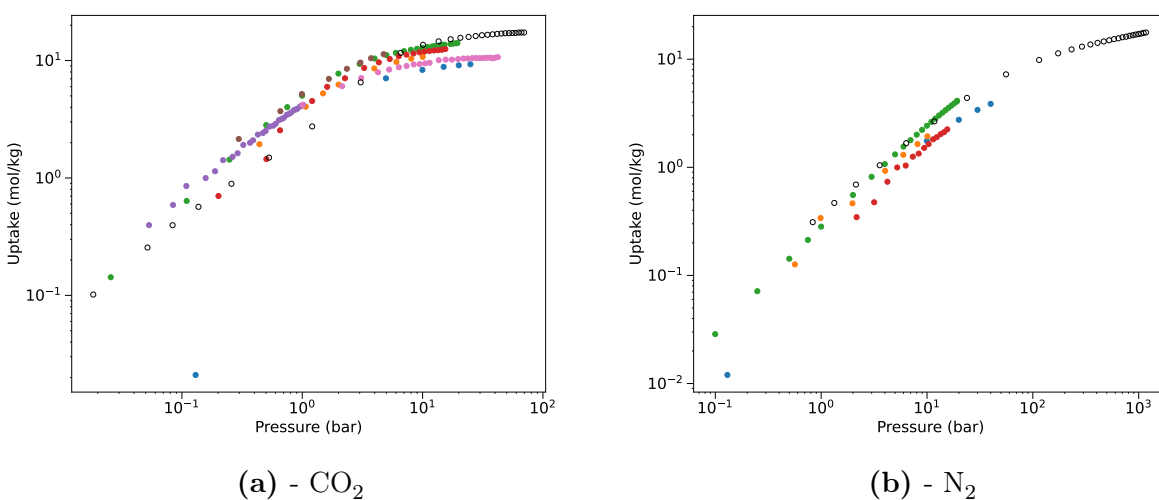 10¹
10⁰
10⁻¹
Uptake (mol/kg)
10⁻¹ 10⁰ 10¹ 10²
Pressure (bar)
(a) - CO₂
10¹
10⁰
10⁻¹
10⁻²
Uptake (mol/kg)
10⁻¹ 10⁰ 10¹ 10² 10³
Pressure (bar)
(b) - N₂